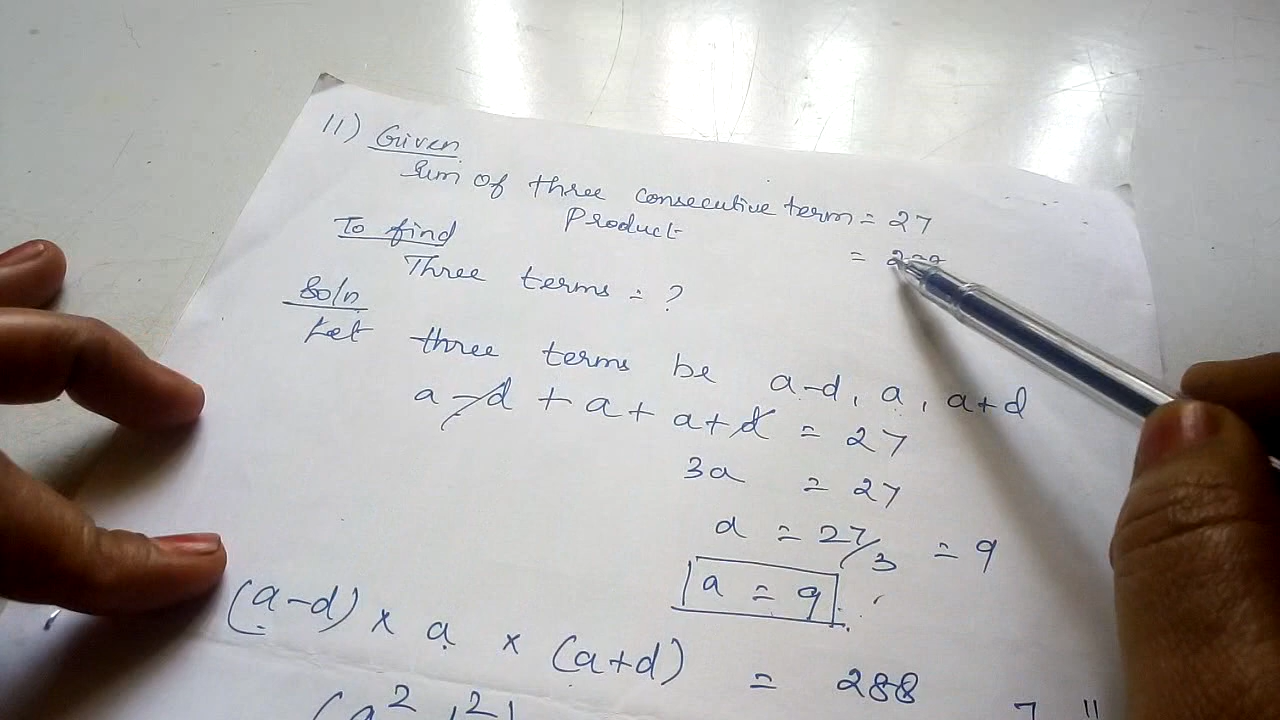 11) Given
Sum of three consecutive term = 27
Product =
To find
Three terms = ?
Soln
Let three terms be a-d, a, a+d
a-d + a + a+d = 27
3a = 27
a = 27/3 = 9
a = 9
(a-d) x a x (a+d) = 288